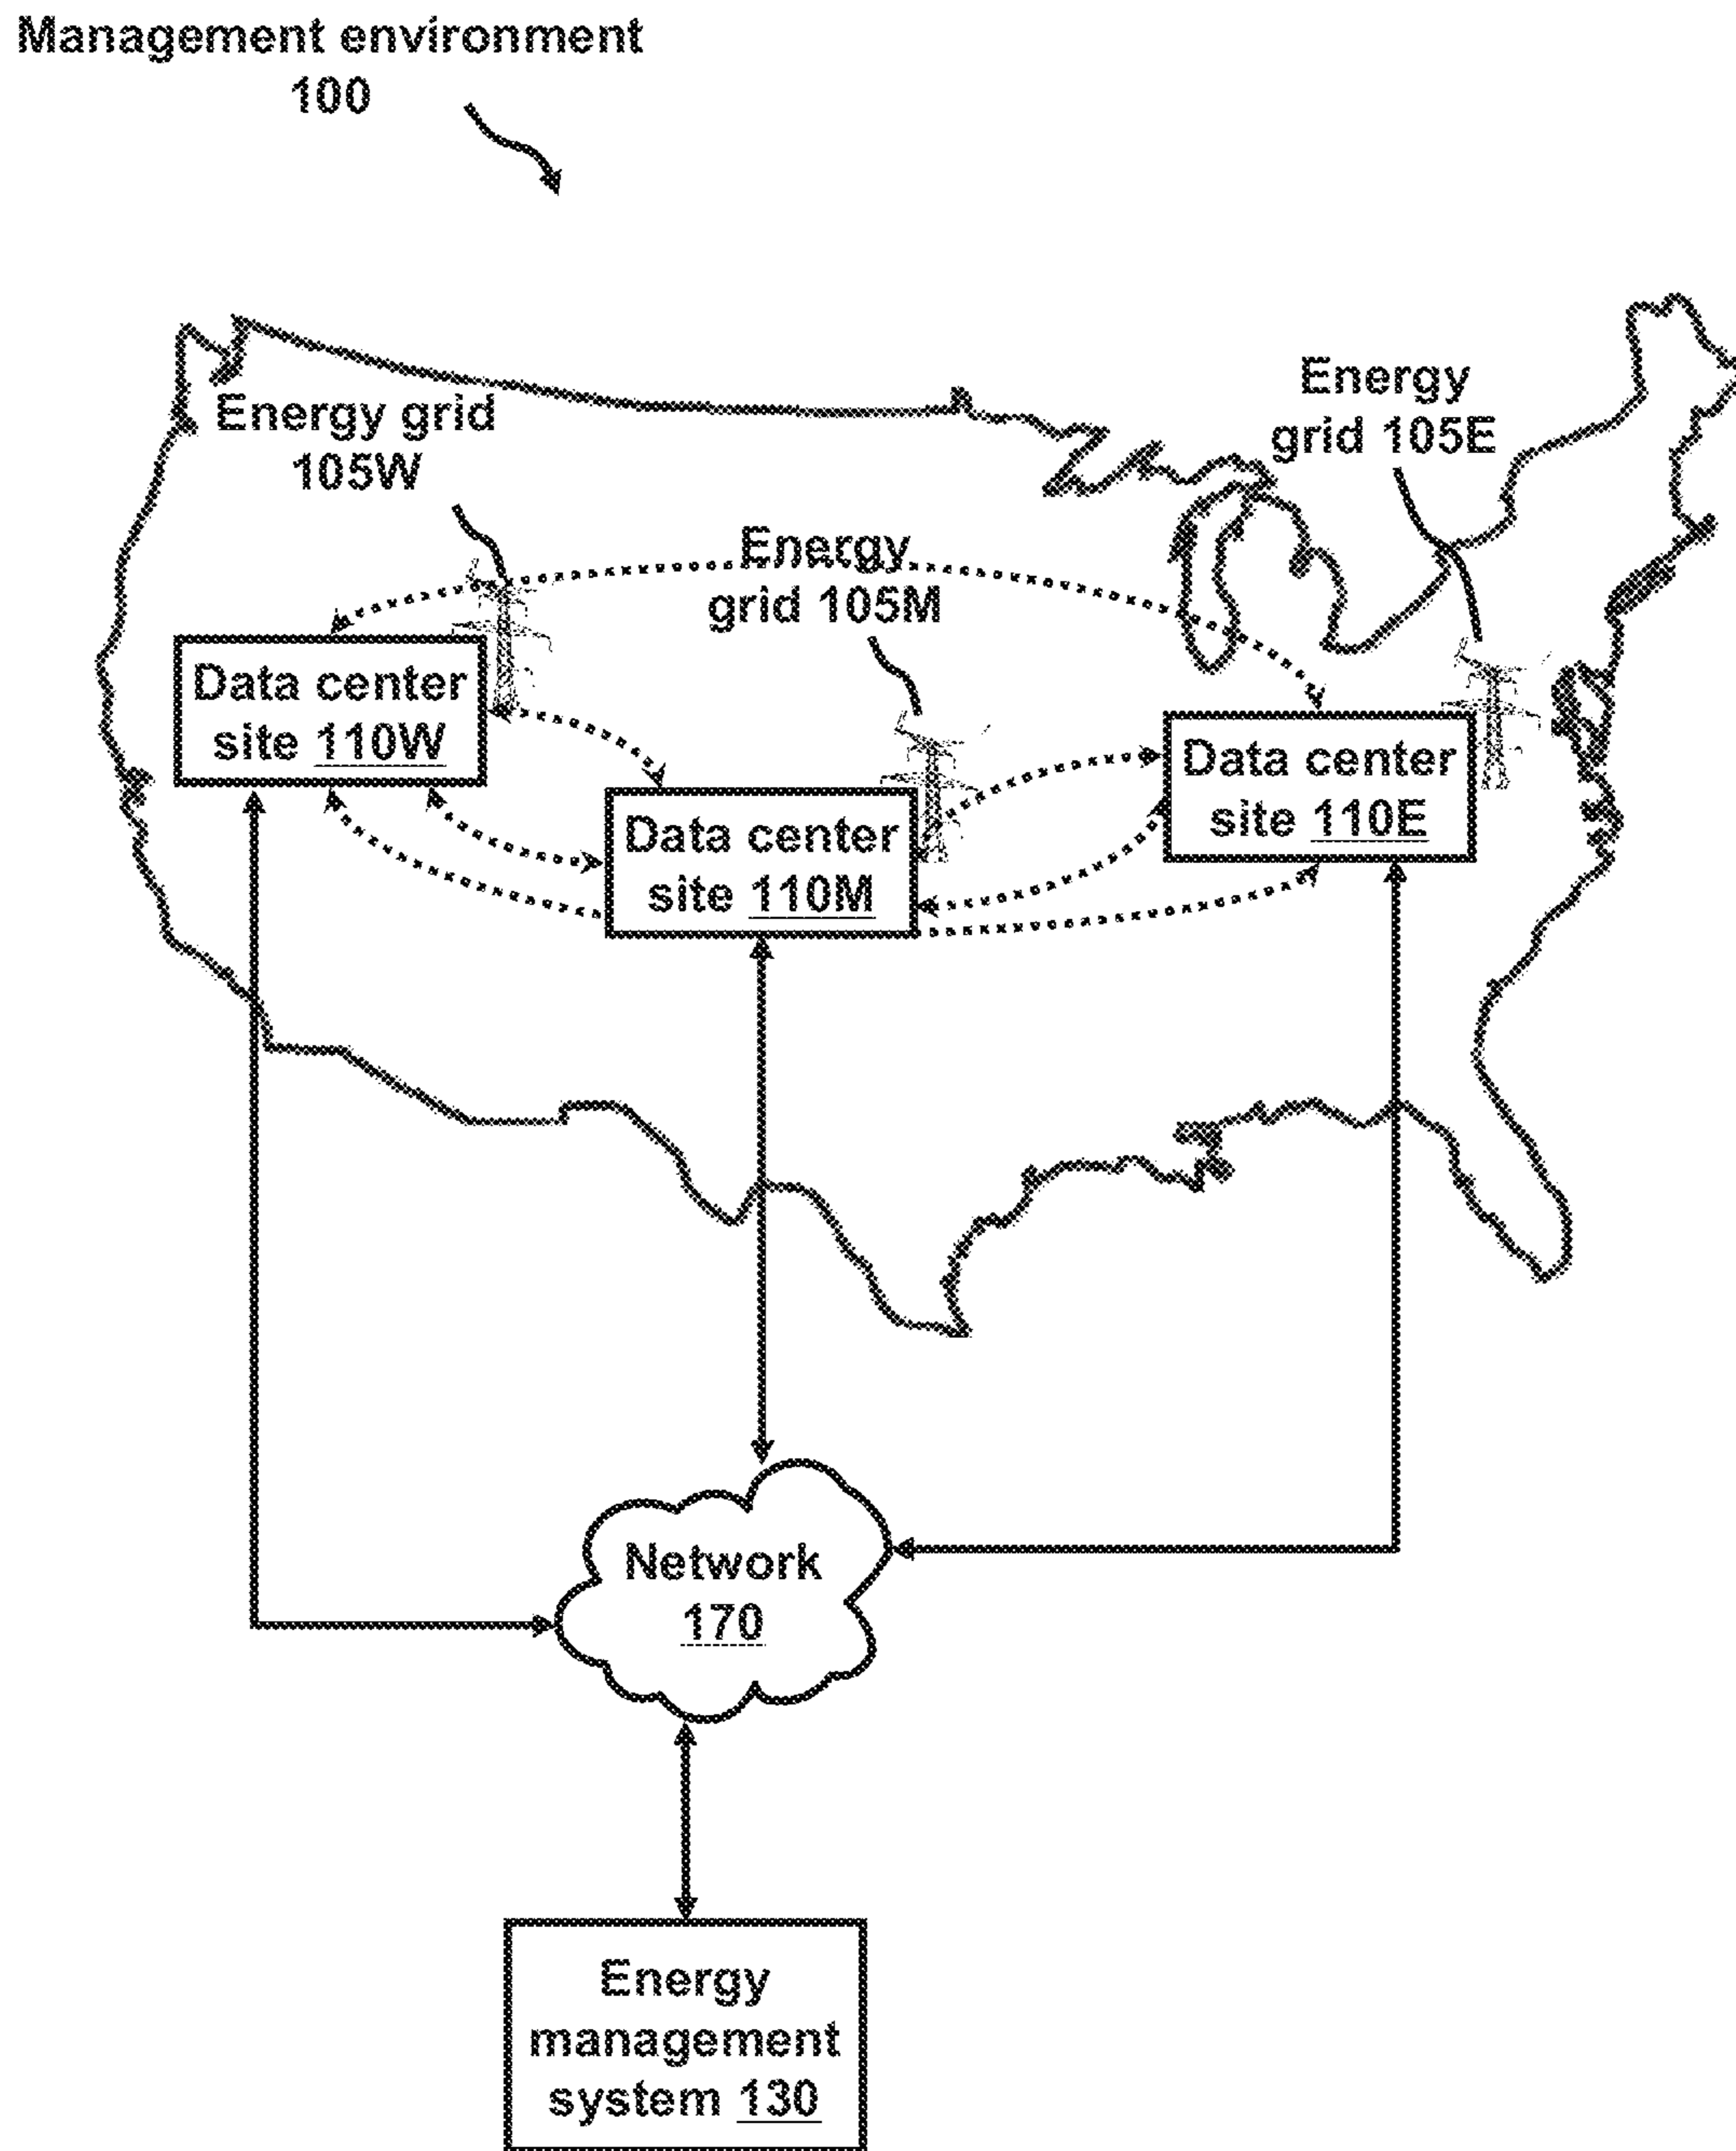 Management environment
100
Energy
grid 105E
Energy grid
105W
Energy
grid 105M
Data center
site 110W
Data center
site 110E
Data center
site 110M
Network
170
Energy
management
system 130